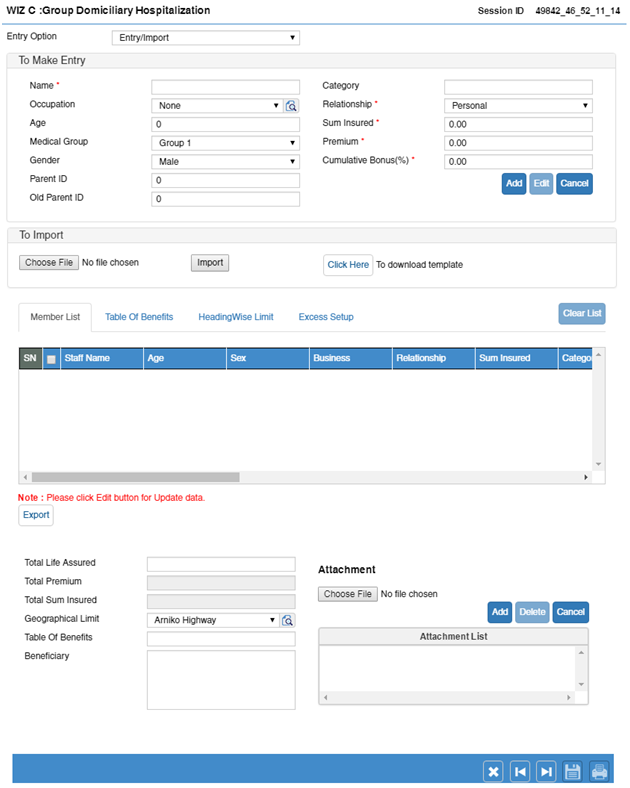 WIZ C :Group Domiciliary Hospitalization Session ID 49842_46_52_11_14
Entry Option Entry/Import
To Make Entry
Name * Category
Occupation None Relationship * Personal
Age 0 Sum Insured * 0.00
Medical Group Group 1 Premium * 0.00
Gender Male Cumulative Bonus(%) * 0.00
Parent ID 0 Add Edit Cancel
Old Parent ID 0
To Import
Choose File No file chosen Import Click Here To download template
Member List Table Of Benefits HeadingWise Limit Excess Setup Clear List
SN Staff Name Age Sex Business Relationship Sum Insured Catego
Note : Please click Edit button for Update data.
Export
Total Life Assured
Attachment
Total Premium
Choose File No file chosen
Total Sum Insured
Add Delete Cancel
Geographical Limit Arniko Highway
Table Of Benefits Attachment List
Beneficiary